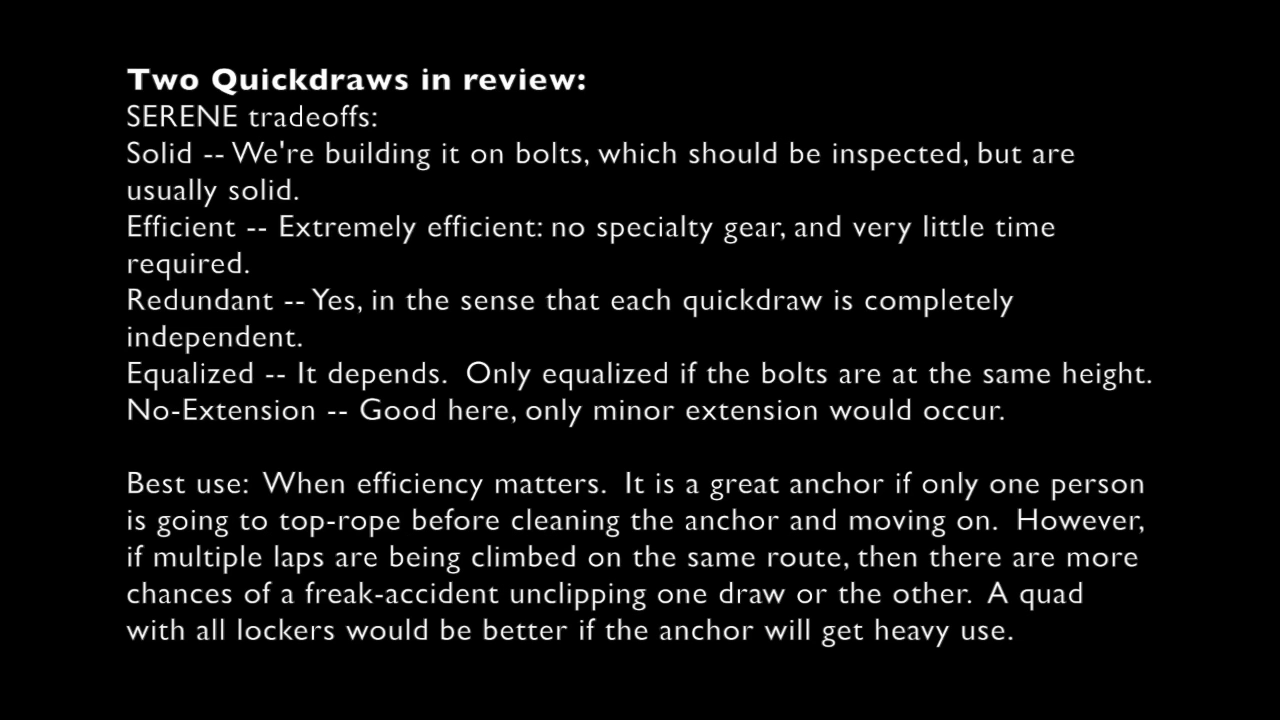 Two Quickdraws in review:
SERENE tradeoffs:
Solid -- We're building it on bolts, which should be inspected, but are
usually solid.
Efficient -- Extremely efficient: no specialty gear, and very little time
required.
Redundant -- Yes, in the sense that each quickdraw is completely
independent.
Equalized -- It depends.  Only equalized if the bolts are at the same height.
No-Extension -- Good here, only minor extension would occur.
Best use:  When efficiency matters.  It is a great anchor if only one person
is going to top-rope before cleaning the anchor and moving on.  However,
if multiple laps are being climbed on the same route, then there are more
chances of a freak-accident unclipping one draw or the other.  A quad
with all lockers would be better if the anchor will get heavy use.